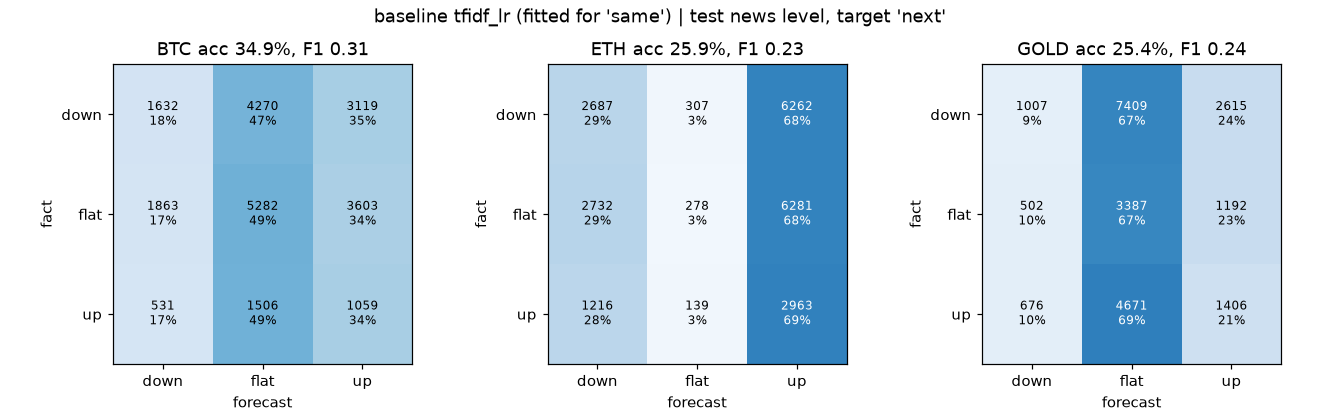 baseline tfidf_lr (fitted for 'same') | test news level, target 'next'
BTC acc 34.9%, F1 0.31
down
flat
up
fact
1632
18%
4270
47%
3119
35%
1863
17%
5282
49%
3603
34%
531
17%
1506
49%
1059
34%
down
flat
up
forecast
ETH acc 25.9%, F1 0.23
down
flat
up
fact
2687
29%
307
3%
6262
68%
2732
29%
278
3%
6281
68%
1216
28%
139
3%
2963
69%
down
flat
up
forecast
GOLD acc 25.4%, F1 0.24
down
flat
up
fact
1007
9%
7409
67%
2615
24%
502
10%
3387
67%
1192
23%
676
10%
4671
69%
1406
21%
down
flat
up
forecast